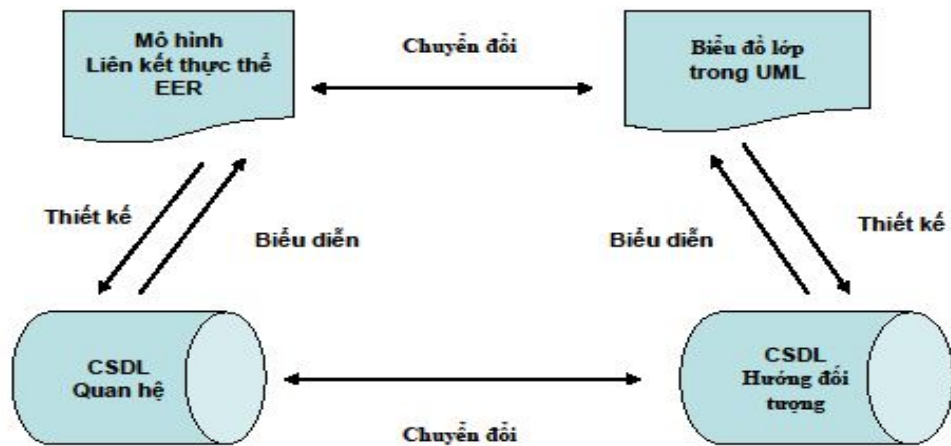 Mô hình
Liên kết thực thể
EER
Chuyển đổi
Biểu đồ lớp
trong UML
Thiết kế
Biểu diễn
Biểu diễn
Thiết kế
CSDL
Quan hệ
CSDL
Hướng đối
tượng
Chuyển đổi